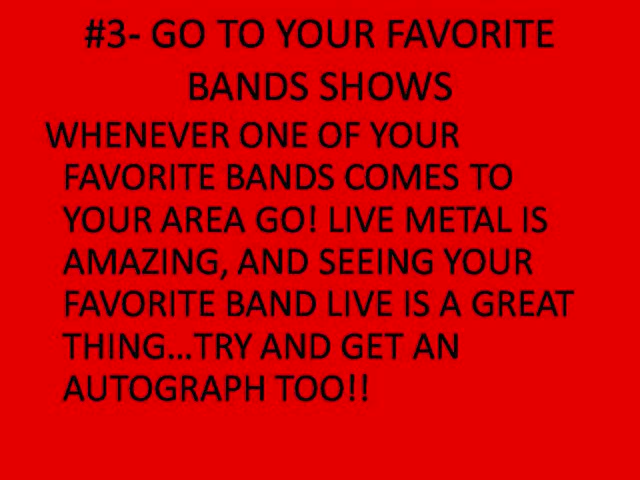 #3- GO TO YOUR FAVORITE
BANDS SHOWS
WHENEVER ONE OF YOUR
FAVORITE BANDS COMES TO
YOUR AREA GO! LIVE METAL IS
AMAZING, AND SEEING YOUR
FAVORITE BAND LIVE IS A GREAT
THING...TRY AND GET AN
AUTOGRAPH TOO!!